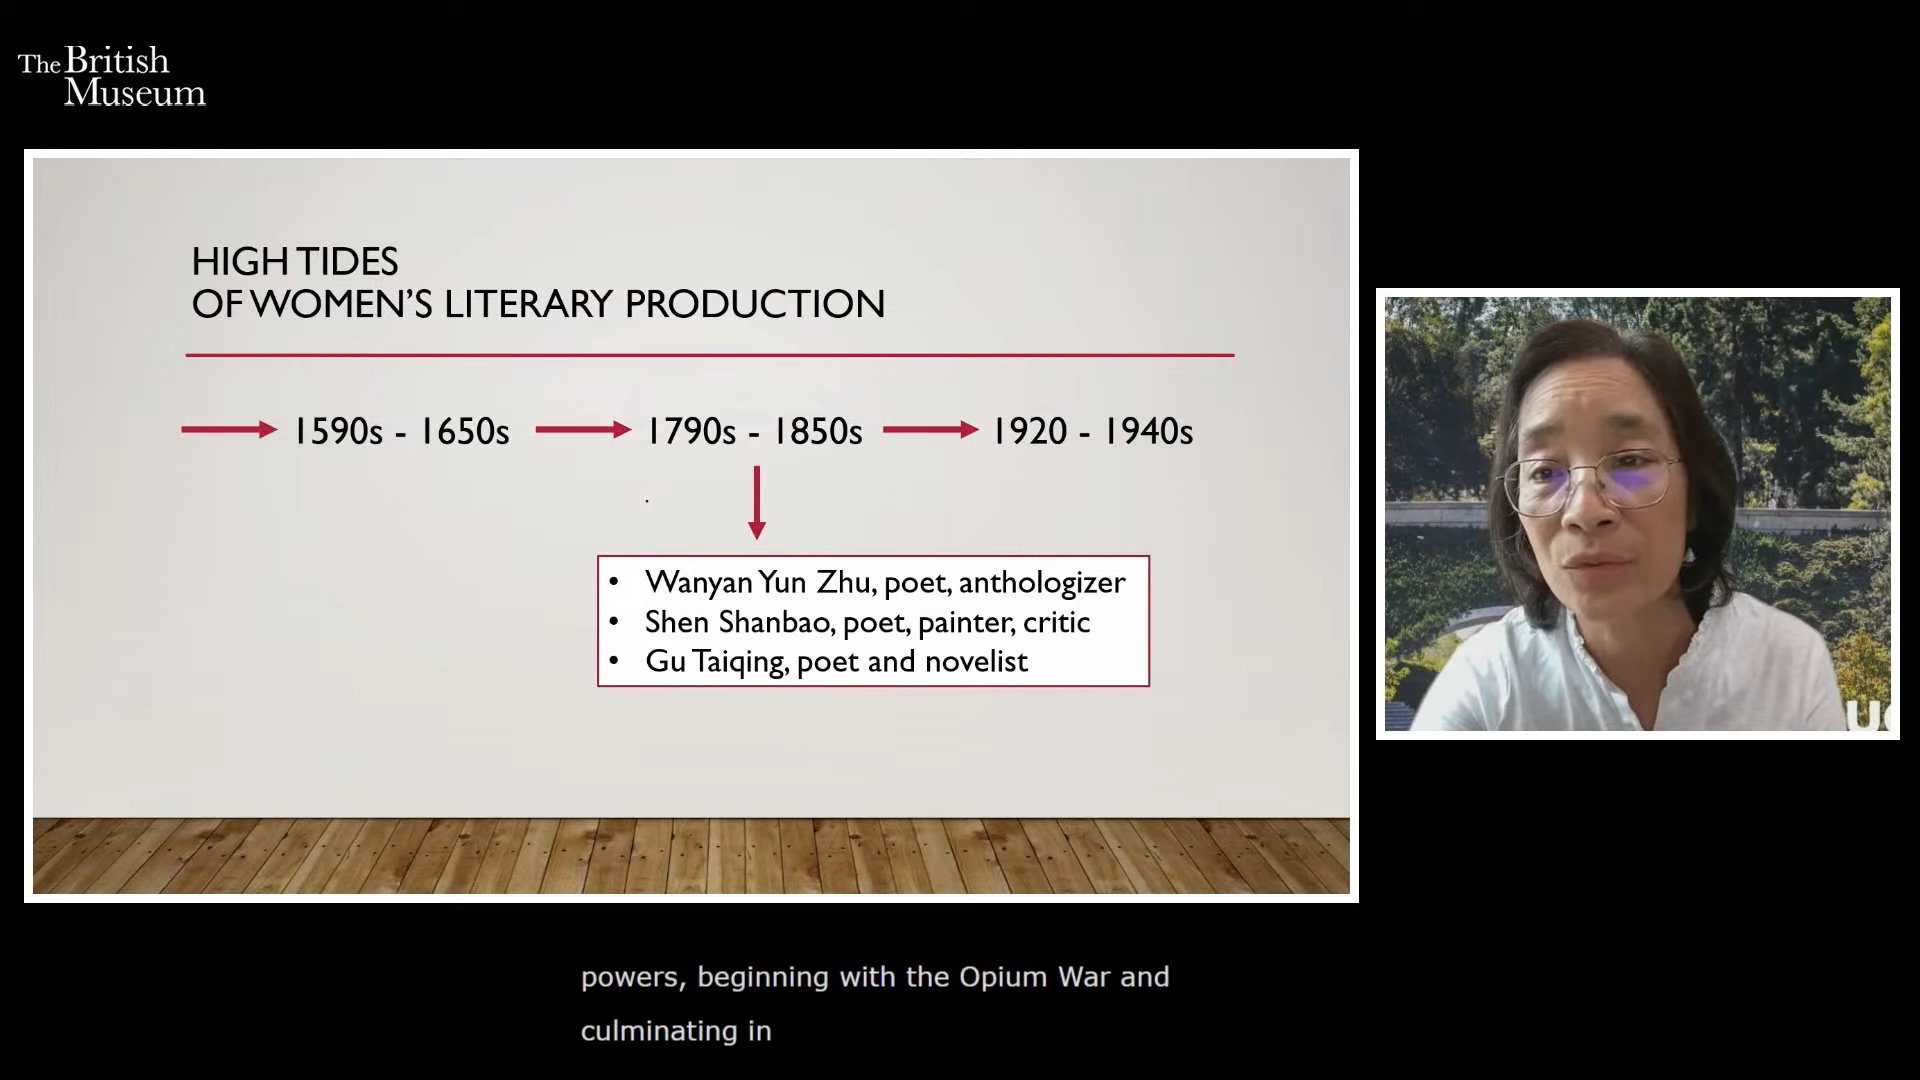 The British
Museum
HIGH TIDES
OF WOMEN'S LITERARY PRODUCTION
1590s - 1650s 1790s - 1850s 1920 - 1940s
• Wanyan Yun Zhu, poet, anthologizer
• Shen Shanbao, poet, painter, critic
• Gu Taiqing, poet and novelist
powers, beginning with the Opium War and
culminating in